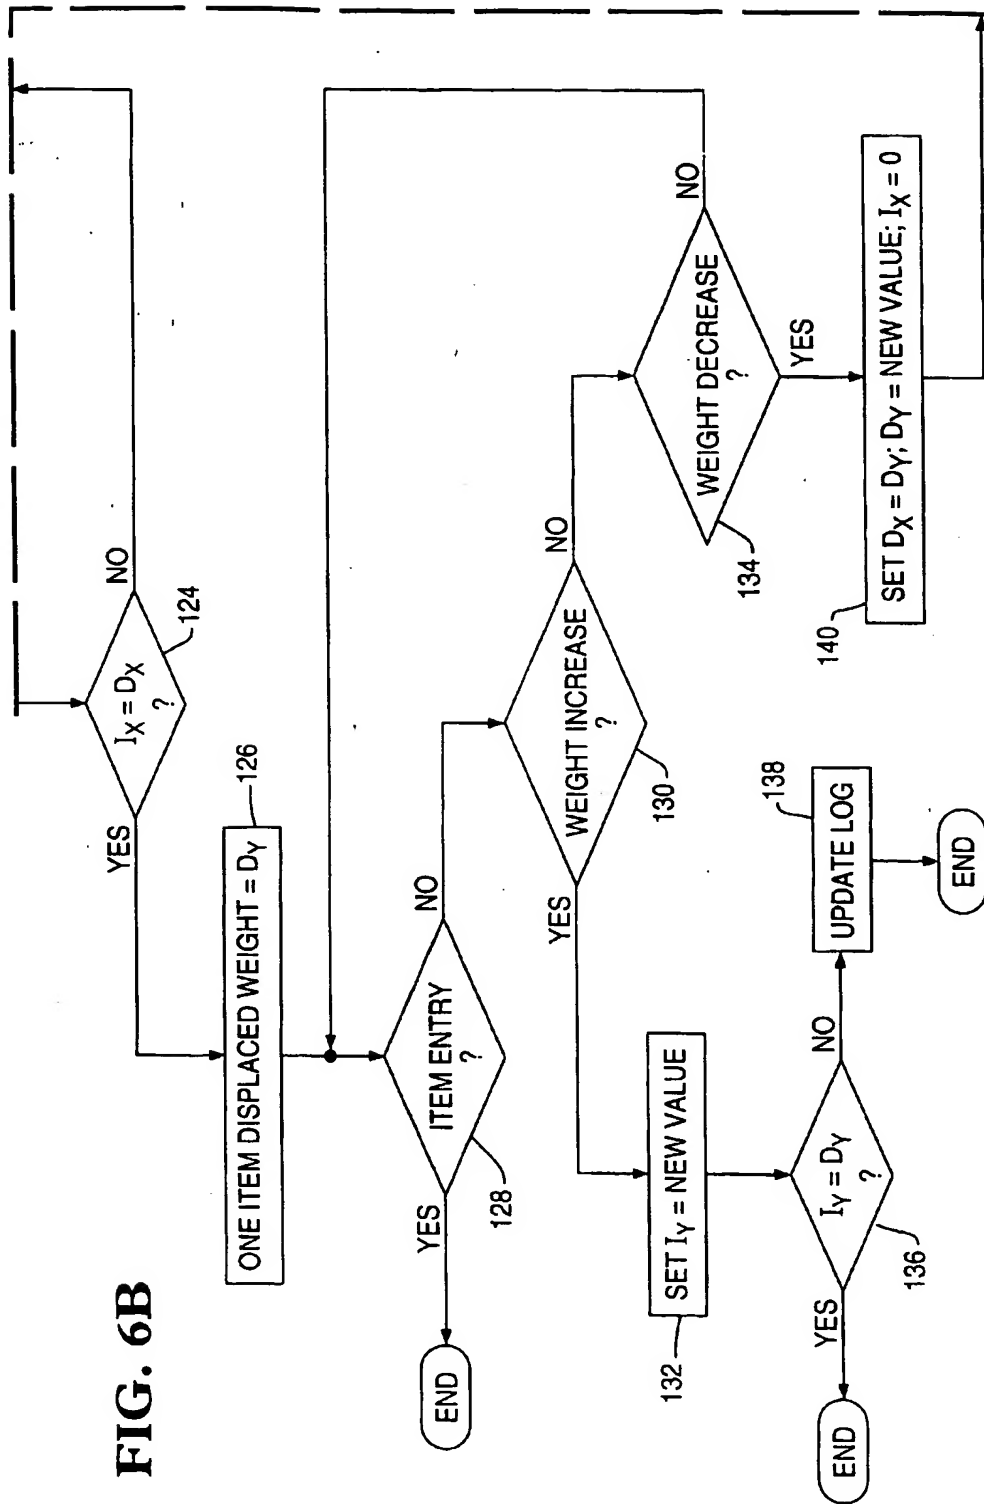 FIG. 6B
I_X = D_X
?
124
YES
NO
126
ONE ITEM DISPLACED WEIGHT = D_Y
ITEM ENTRY
?
128
YES
NO
END
WEIGHT INCREASE
?
130
YES
NO
132
SET I_Y = NEW VALUE
WEIGHT DECREASE
?
134
NO
YES
I_Y = D_Y
?
136
YES
NO
END
138
UPDATE LOG
END
140
SET D_X = D_Y; D_Y = NEW VALUE; I_X = 0